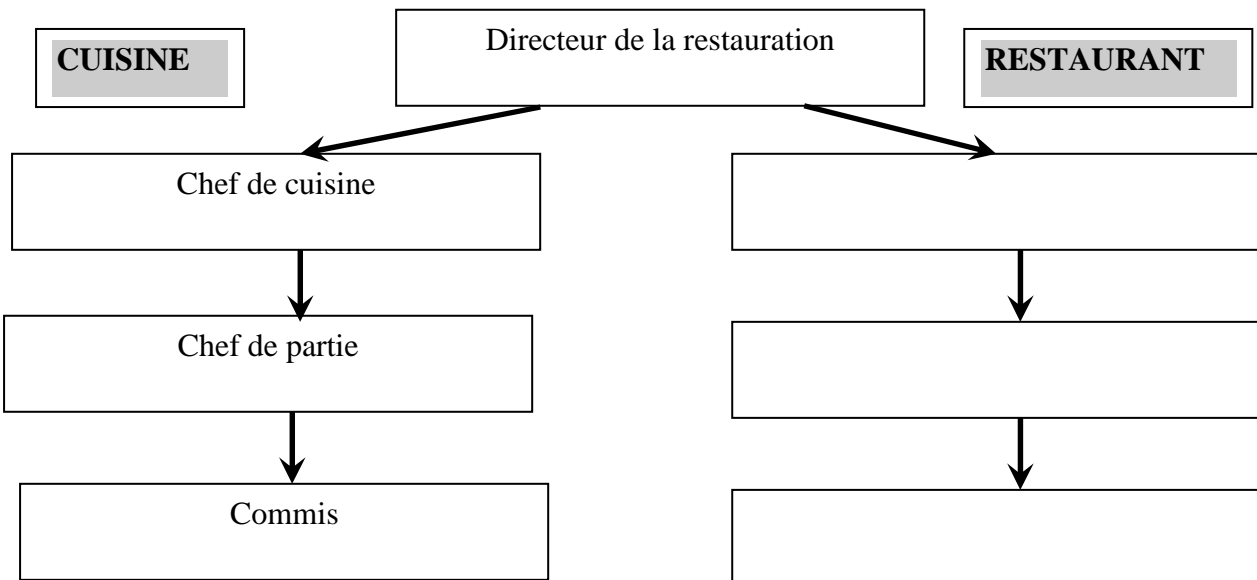 CUISINE
Directeur de la restauration
RESTAURANT
Chef de cuisine
Chef de partie
Commis